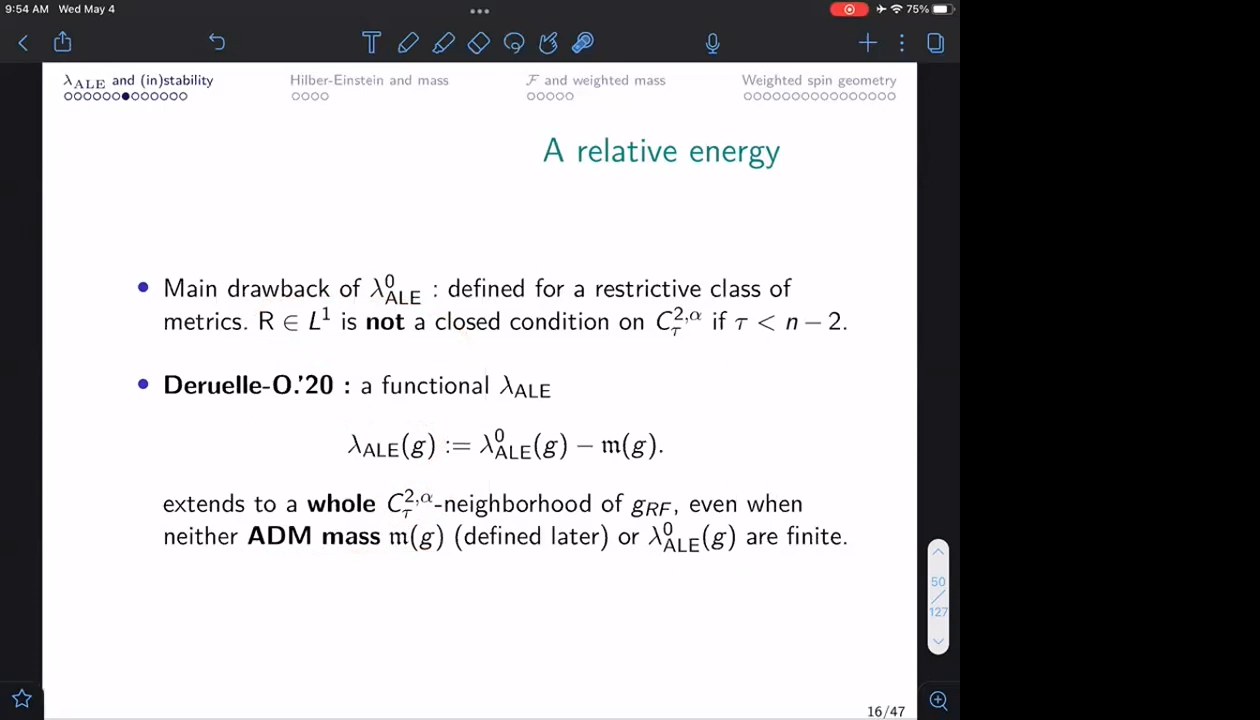 9:54 AM Wed May 4
75%
λ_ALE and (in)stability
Hilber-Einstein and mass
ℱ and weighted mass
Weighted spin geometry
A relative energy
• Main drawback of λ⁰_ALE : defined for a restrictive class of
metrics. R ∈ L¹ is not a closed condition on C^{2,α}_τ if τ < n − 2.
• Deruelle-O.'20 : a functional λ_ALE
λ_ALE(g) := λ⁰_ALE(g) − 𝔪(g).
extends to a whole C^{2,α}_τ-neighborhood of g_RF, even when
neither ADM mass 𝔪(g) (defined later) or λ⁰_ALE(g) are finite.
50
/
127
16/47